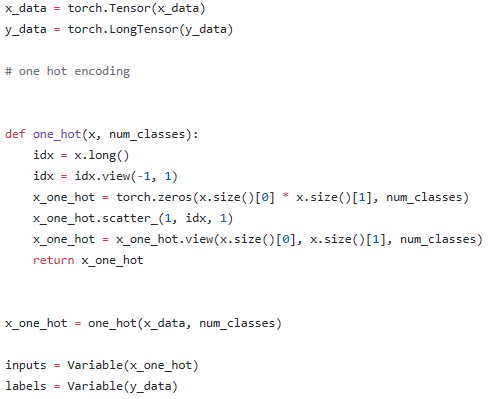 x_data = torch.Tensor(x_data)
y_data = torch.LongTensor(y_data)
# one hot encoding
def one_hot(x, num_classes):
    idx = x.long()
    idx = idx.view(-1, 1)
    x_one_hot = torch.zeros(x.size()[0] * x.size()[1], num_classes)
    x_one_hot.scatter_(1, idx, 1)
    x_one_hot = x_one_hot.view(x.size()[0], x.size()[1], num_classes)
    return x_one_hot
x_one_hot = one_hot(x_data, num_classes)
inputs = Variable(x_one_hot)
labels = Variable(y_data)